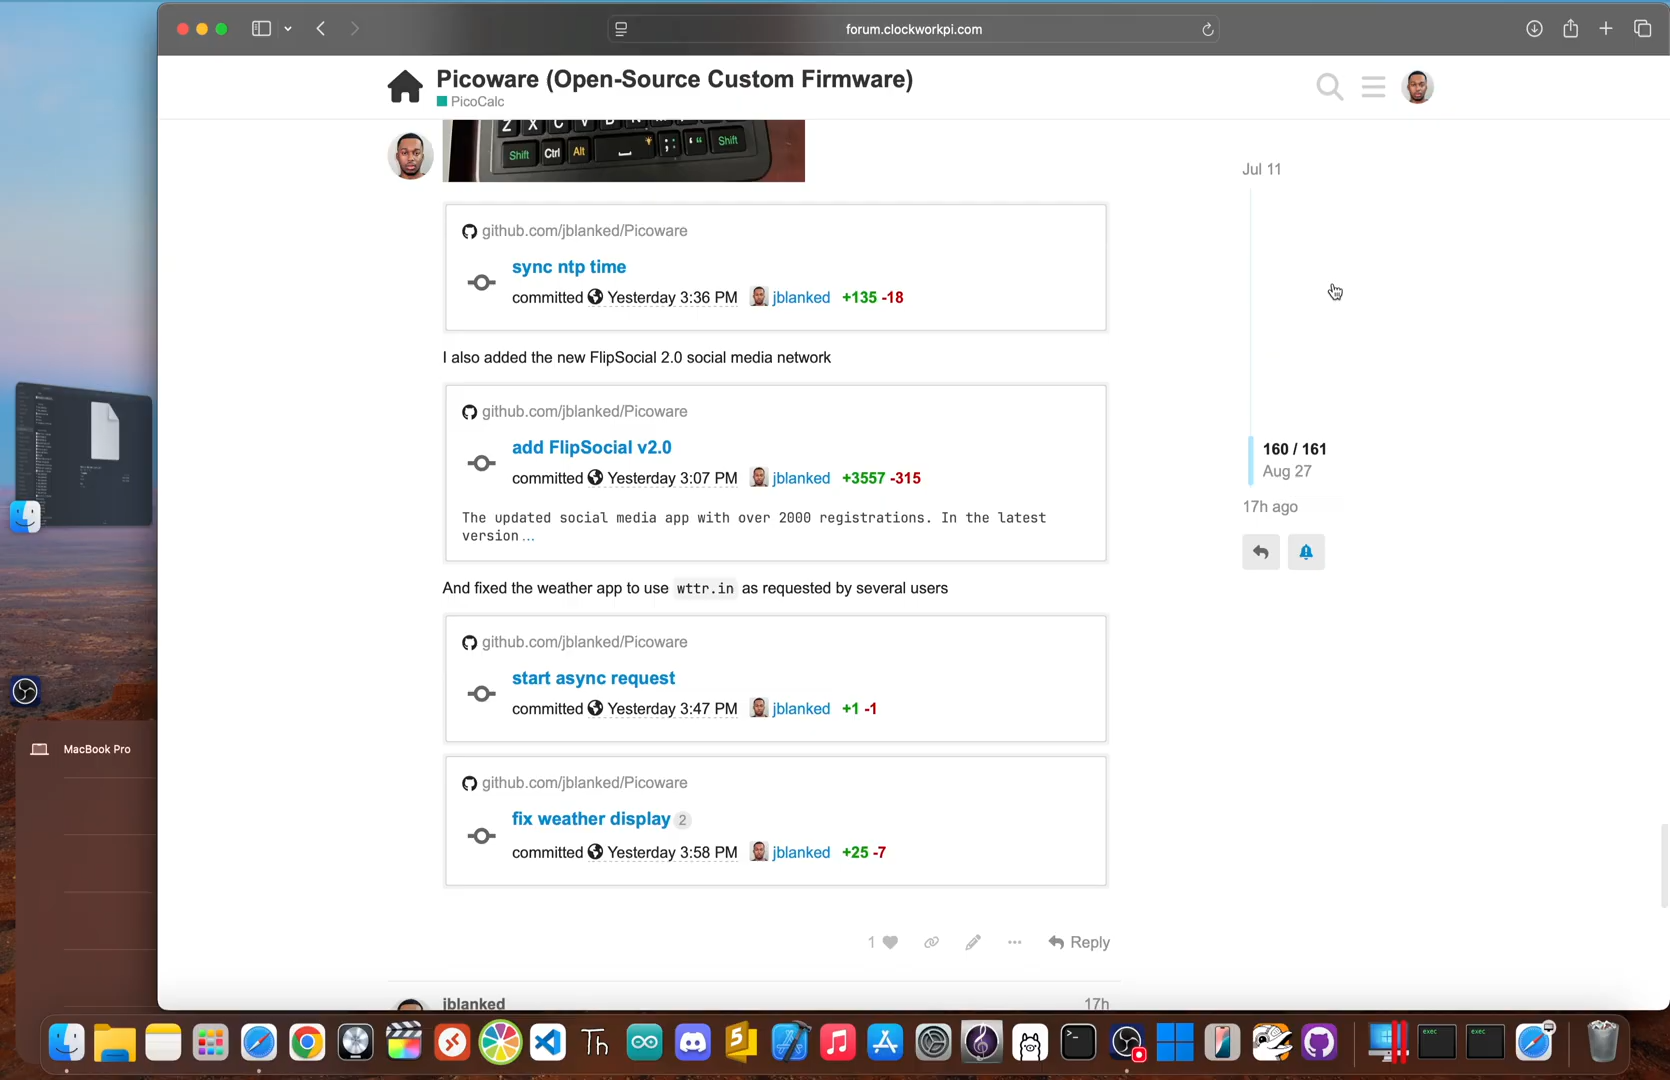 forum.clockworkpi.com
Picoware (Open-Source Custom Firmware)
PicoCalc
Z X C V B N M
Shift Ctrl Alt Shift
Jul 11
github.com/jblanked/Picoware
sync ntp time
committed Yesterday 3:36 PM jblanked +135 -18
I also added the new FlipSocial 2.0 social media network
github.com/jblanked/Picoware
add FlipSocial v2.0
committed Yesterday 3:07 PM jblanked +3557 -315
The updated social media app with over 2000 registrations. In the latest
version ...
160 / 161
Aug 27
17h ago
And fixed the weather app to use wttr.in as requested by several users
github.com/jblanked/Picoware
start async request
committed Yesterday 3:47 PM jblanked +1 -1
github.com/jblanked/Picoware
fix weather display 2
committed Yesterday 3:58 PM jblanked +25 -7
1
Reply
jblanked 17h
MacBook Pro
Th
S
exec
exec